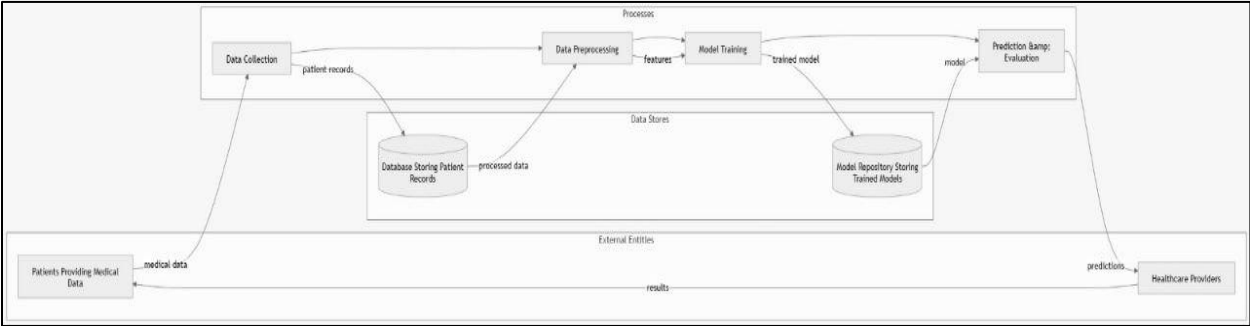 Processes
Data Collection
Data Preprocessing
Model Training
Prediction &amp;
Evaluation
patient records
features
trained model
model
Data Stores
Database Storing Patient
Records
processed data
Model Repository Storing
Trained Models
External Entities
Patients Providing Medical
Data
medical data
predictions
Healthcare Providers
results